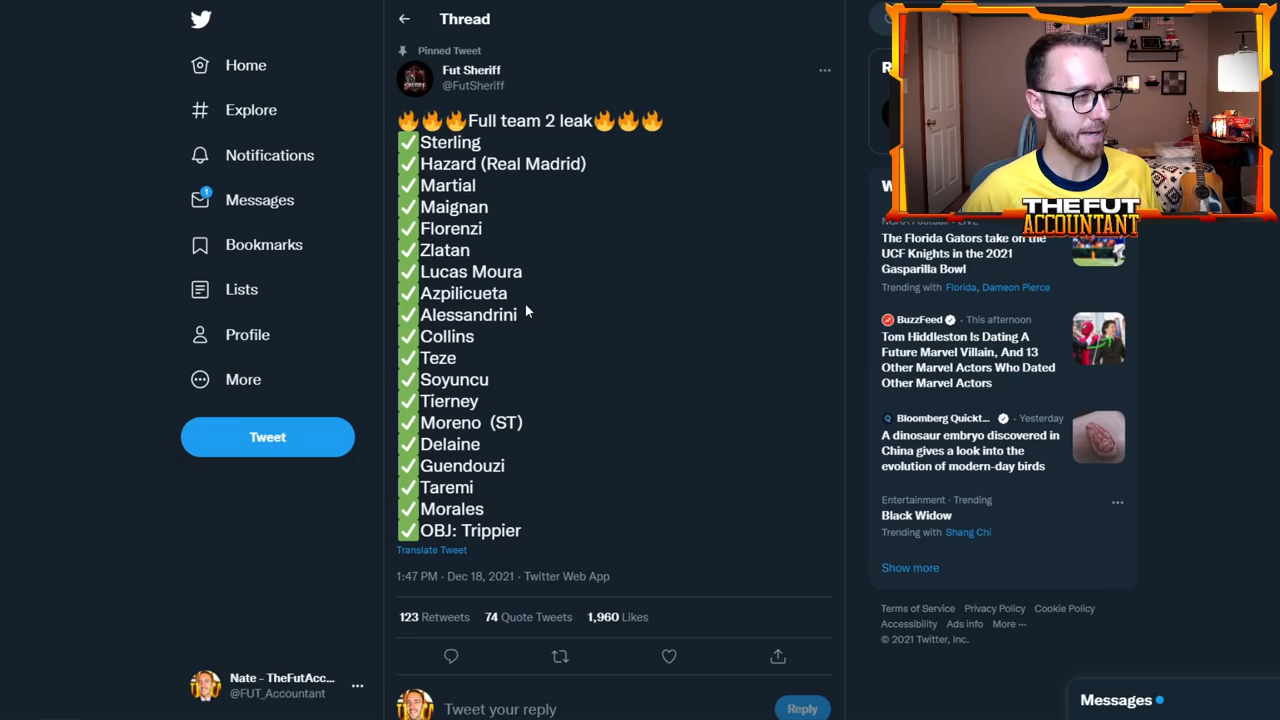 Home
Explore
Notifications
1
Messages
Bookmarks
Lists
Profile
More
Tweet
Nate - TheFutAcc...
@FUT_Accountant
Thread
Pinned Tweet
Fut Sheriff
@FutSheriff
🔥🔥🔥Full team 2 leak🔥🔥🔥
✅Sterling
✅Hazard (Real Madrid)
✅Martial
✅Maignan
✅Florenzi
✅Zlatan
✅Lucas Moura
✅Azpilicueta
✅Alessandrini
✅Collins
✅Teze
✅Soyuncu
✅Tierney
✅Moreno (ST)
✅Delaine
✅Guendouzi
✅Taremi
✅Morales
✅OBJ: Trippier
Translate Tweet
1:47 PM · Dec 18, 2021 · Twitter Web App
123 Retweets 74 Quote Tweets 1,960 Likes
Tweet your reply
Reply
THE FUT
ACCOUNTANT
The Florida Gators take on the
UCF Knights in the 2021
Gasparilla Bowl
Trending with Florida, Dameon Pierce
BuzzFeed · This afternoon
Tom Hiddleston Is Dating A
Future Marvel Villain, And 13
Other Marvel Actors Who Dated
Other Marvel Actors
Bloomberg Quickt... · Yesterday
A dinosaur embryo discovered in
China gives a look into the
evolution of modern-day birds
Entertainment · Trending
Black Widow
Trending with Shang Chi
Show more
Terms of Service Privacy Policy Cookie Policy
Accessibility Ads info More ···
© 2021 Twitter, Inc.
Messages